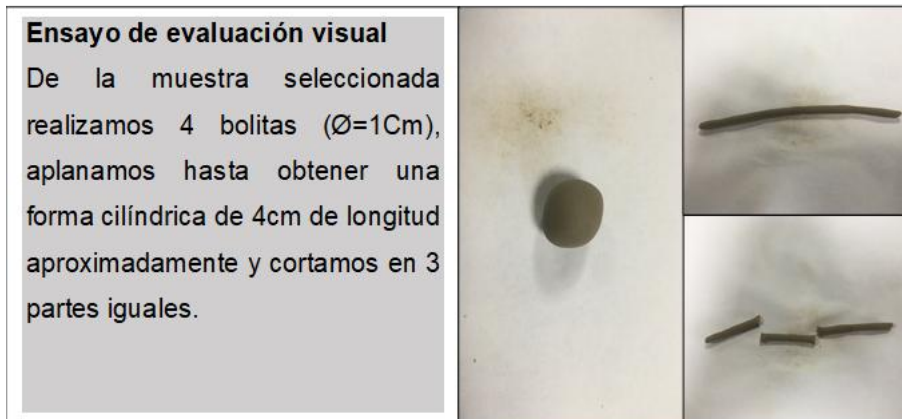 Ensayo de evaluación visual
De la muestra seleccionada
realizamos 4 bolitas (Ø=1Cm),
aplanamos hasta obtener una
forma cilíndrica de 4cm de longitud
aproximadamente y cortamos en 3
partes iguales.